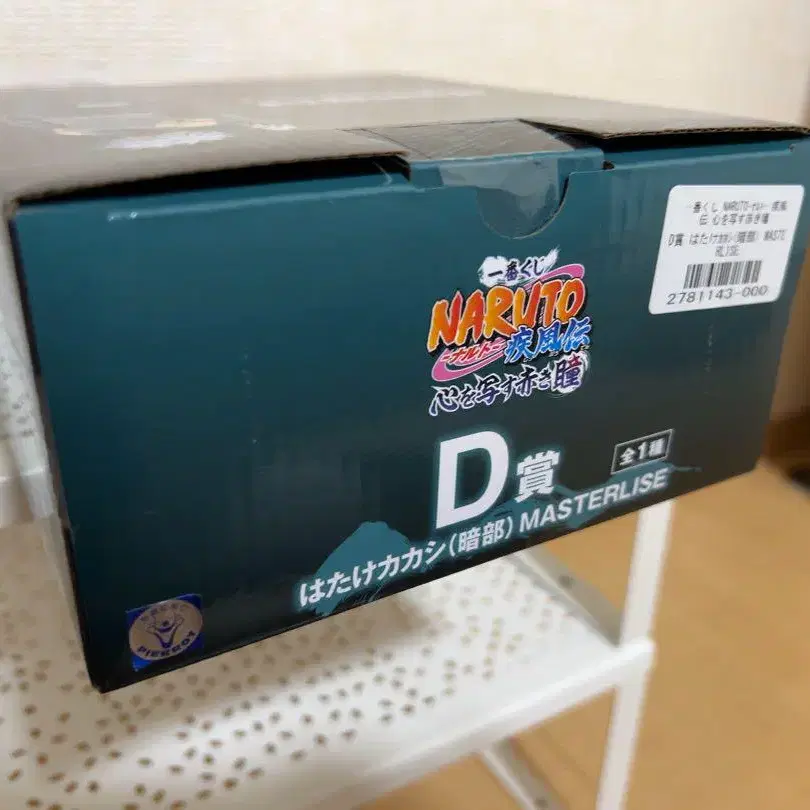 一番くじ NARUTO-ナルト- 疾風
伝 心を写す赤き瞳
D賞 はたけカカシ(暗部) MASTE
RLISE
2781143-000
一番くじ
NARUTO
-ナルト-
疾風伝
心を写す赤き瞳
D賞
全1種
はたけカカシ(暗部) MASTERLISE
PIERROT